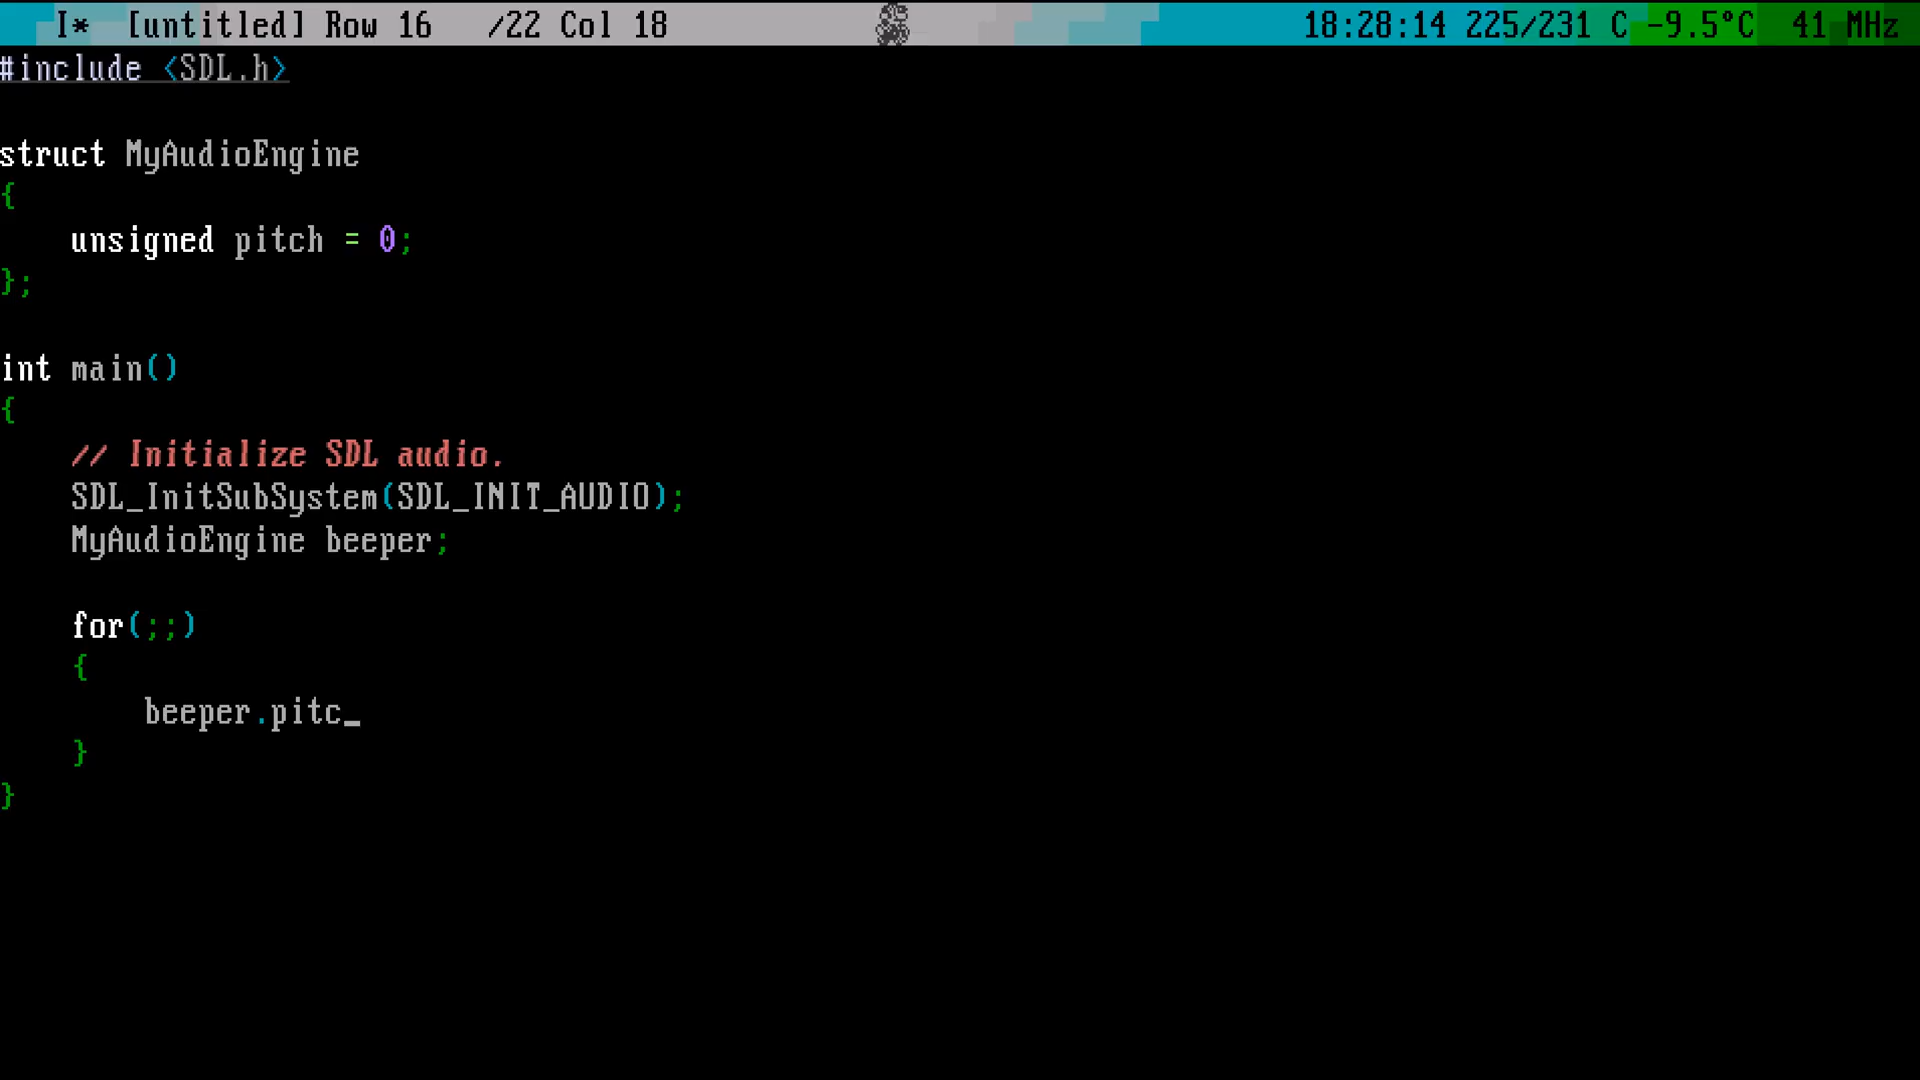 I* [untitled] Row 16 /22 Col 18 18:28:14 225/231 C -9.5°C 41 MHz
#include <SDL.h>
struct MyAudioEngine
{
unsigned pitch = 0;
};
int main()
{
// Initialize SDL audio.
SDL_InitSubSystem(SDL_INIT_AUDIO);
MyAudioEngine beeper;
for(;;)
{
beeper.pitc_
}
}